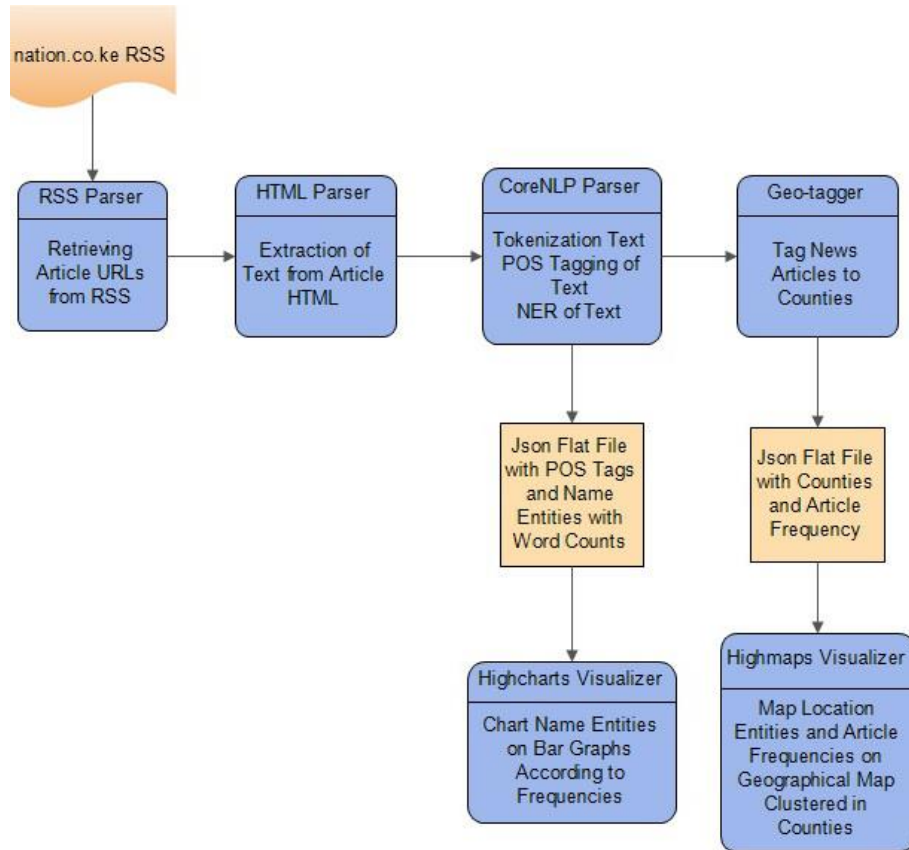 nation.co.ke RSS
RSS Parser
Retrieving
Article URLs
from RSS
HTML Parser
Extraction of
Text from Article
HTML
CoreNLP Parser
Tokenization Text
POS Tagging of
Text
NER of Text
Geo-tagger
Tag News
Articles to
Counties
Json Flat File
with POS Tags
and Name
Entities with
Word Counts
Json Flat File
with Counties
and Article
Frequency
Highcharts Visualizer
Chart Name Entities
on Bar Graphs
According to
Frequencies
Highmaps Visualizer
Map Location
Entities and Article
Frequencies on
Geographical Map
Clustered in
Counties